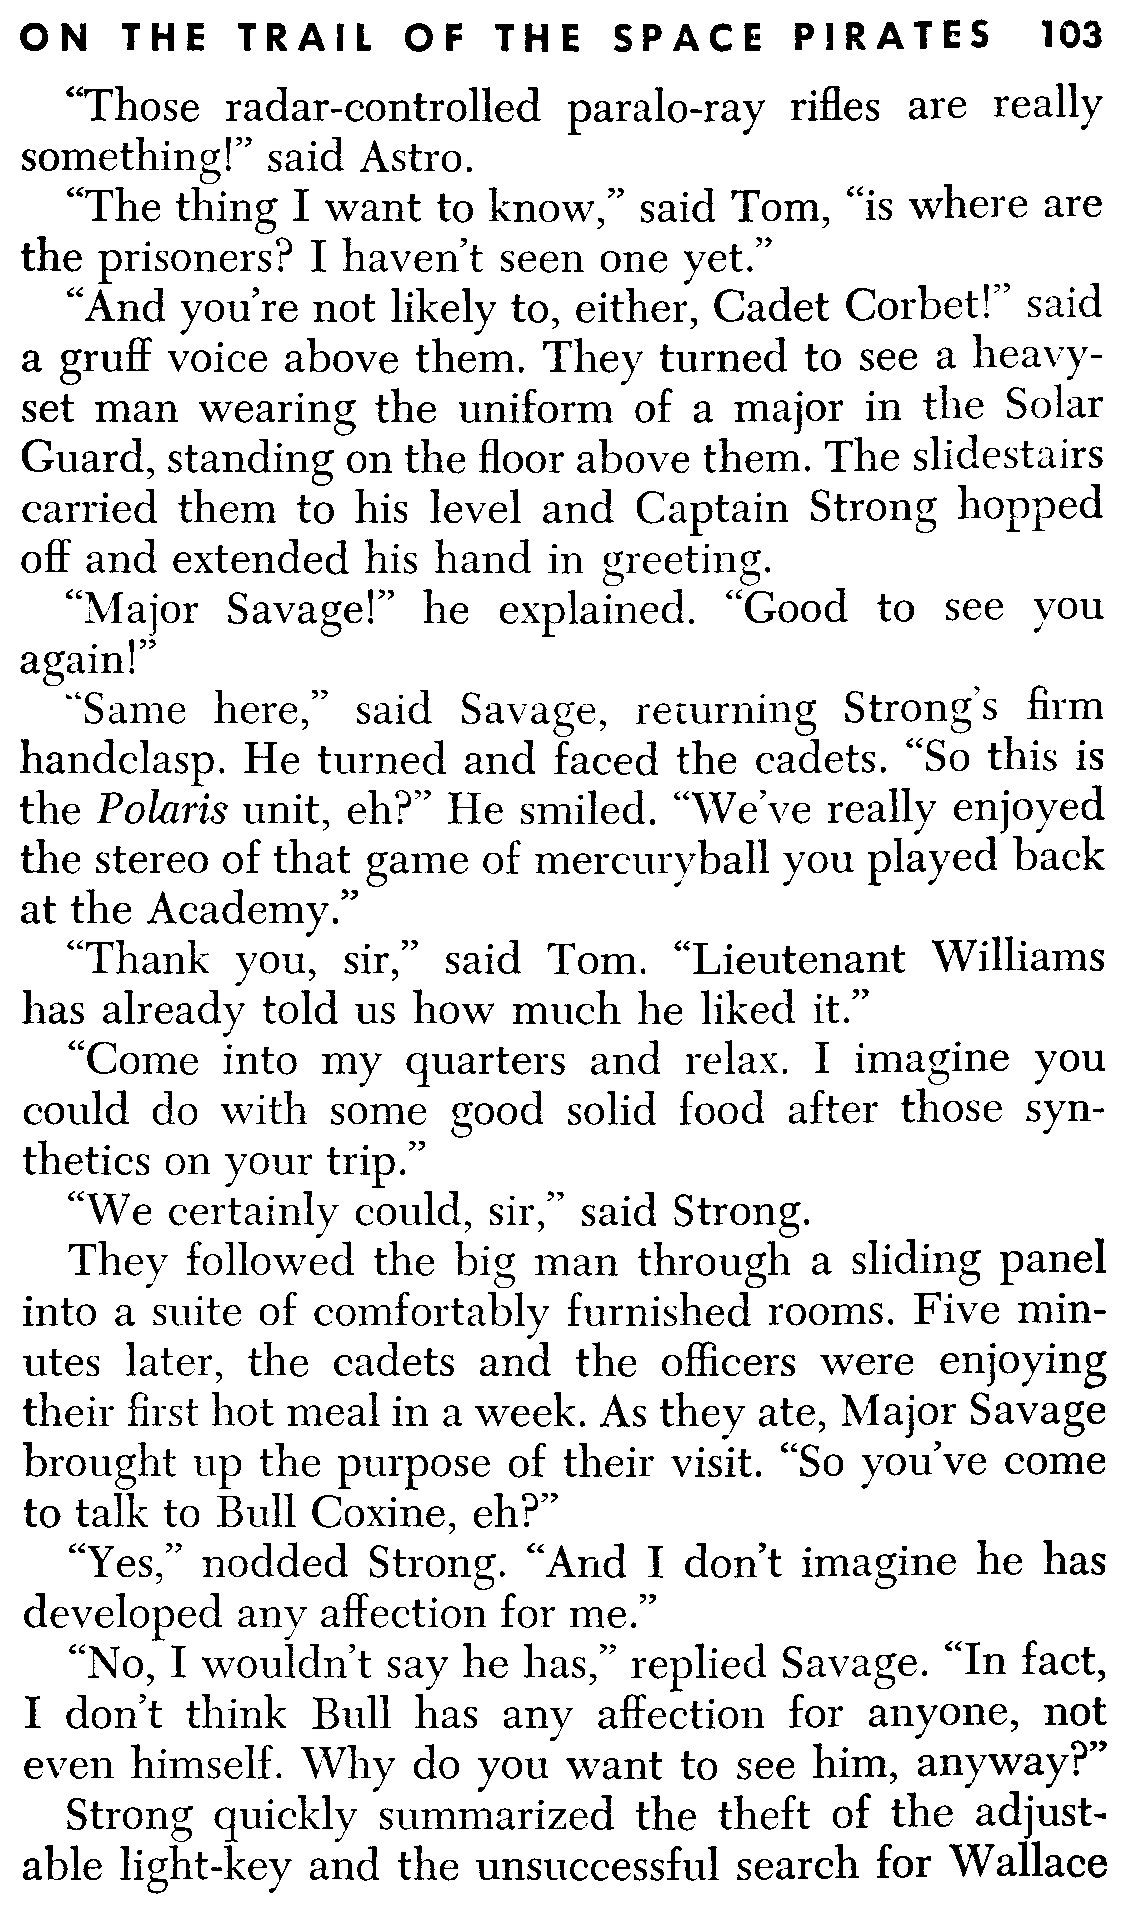 ON THE TRAIL OF THE SPACE PIRATES 103
“Those radar-controlled paralo-ray rifles are really
something!” said Astro.
“The thing I want to know,” said Tom, “is where are
the prisoners? I haven’t seen one yet.”
“And you’re not likely to, either, Cadet Corbet!” said
a gruff voice above them. They turned to see a heavy-
set man wearing the uniform of a major in the Solar
Guard, standing on the floor above them. The slidestairs
carried them to his level and Captain Strong hopped
off and extended his hand in greeting.
“Major Savage!” he explained. “Good to see you
again!”
“Same here,” said Savage, returning Strong’s firm
handclasp. He turned and faced the cadets. “So this is
the Polaris unit, eh?” He smiled. “We’ve really enjoyed
the stereo of that game of mercuryball you played back
at the Academy.”
“Thank you, sir,” said Tom. “Lieutenant Williams
has already told us how much he liked it.”
“Come into my quarters and relax. I imagine you
could do with some good solid food after those syn-
thetics on your trip.”
“We certainly could, sir,” said Strong.
They followed the big man through a sliding panel
into a suite of comfortably furnished rooms. Five min-
utes later, the cadets and the officers were enjoying
their first hot meal in a week. As they ate, Major Savage
brought up the purpose of their visit. “So you’ve come
to talk to Bull Coxine, eh?”
“Yes,” nodded Strong. “And I don’t imagine he has
developed any affection for me.”
“No, I wouldn’t say he has,” replied Savage. “In fact,
I don’t think Bull has any affection for anyone, not
even himself. Why do you want to see him, anyway?”
Strong quickly summarized the theft of the adjust-
able light-key and the unsuccessful search for Wallace